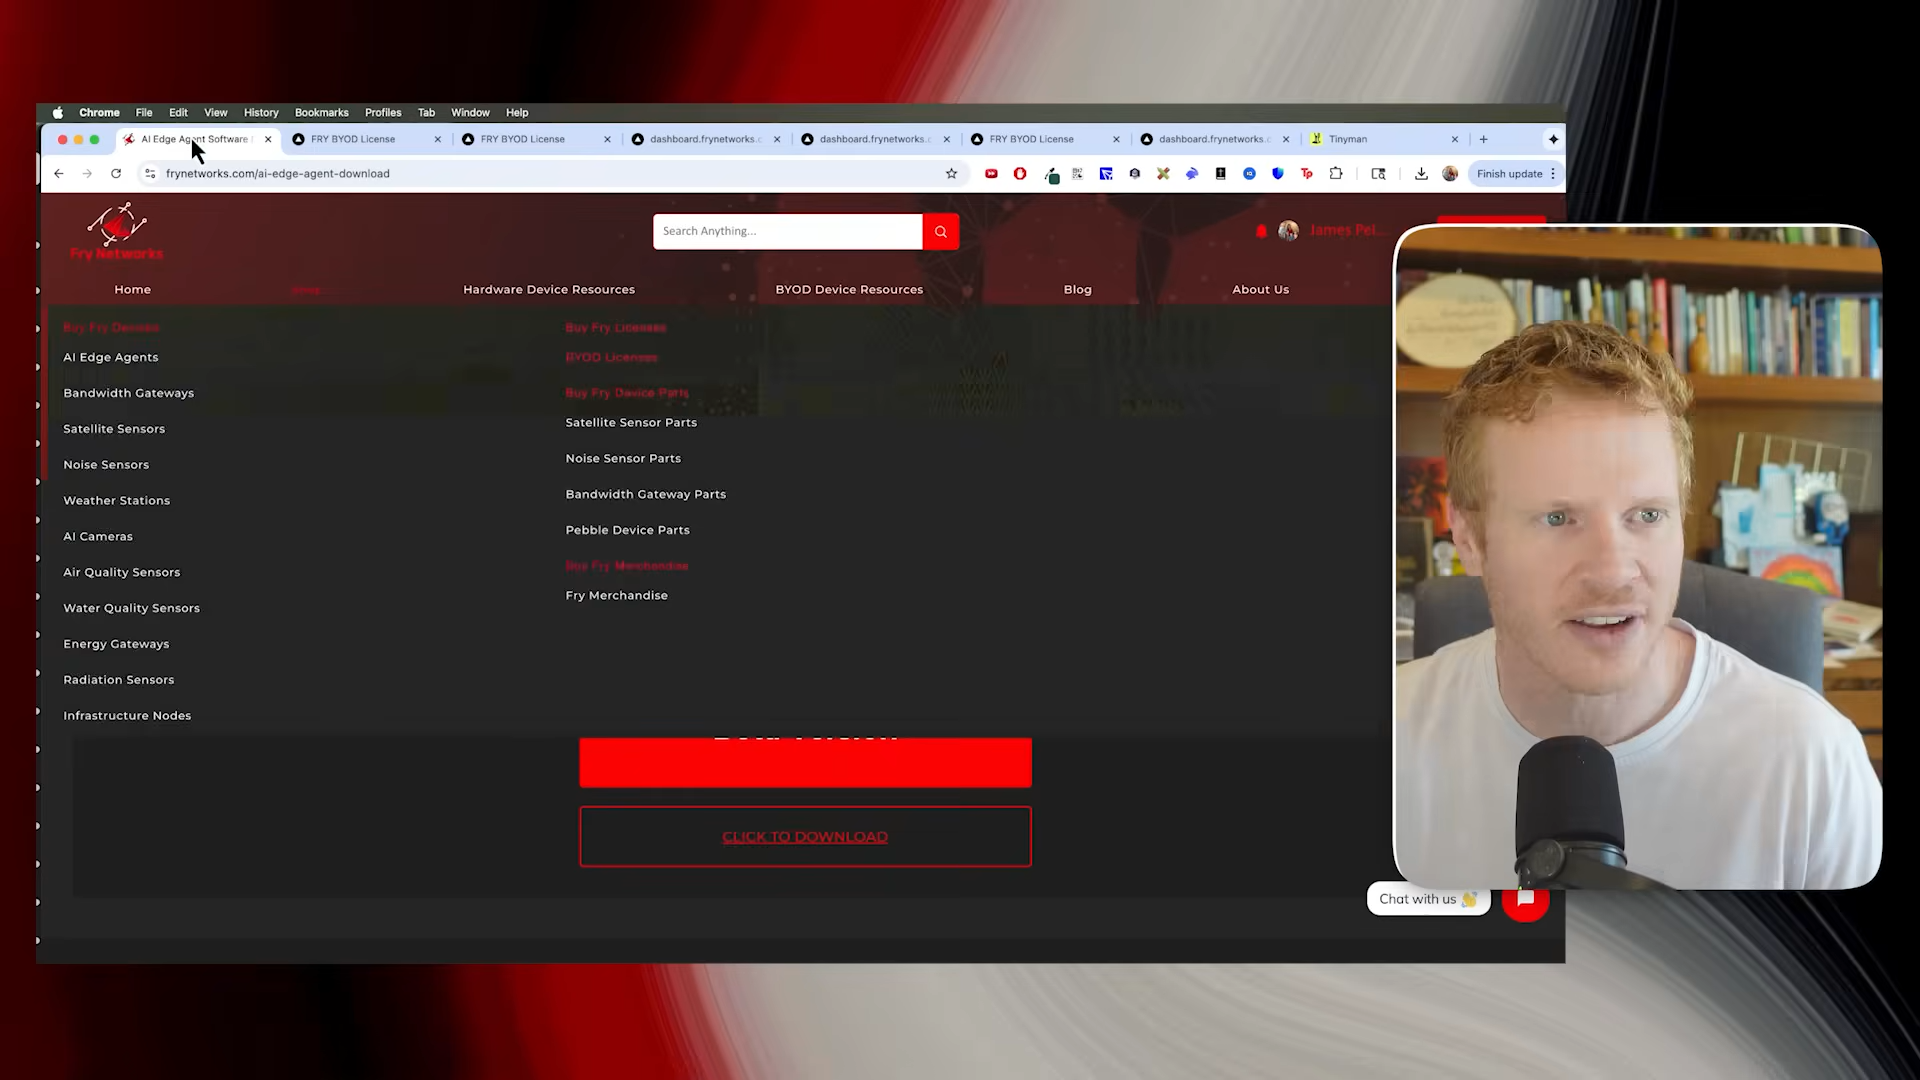 Chrome File Edit View History Bookmarks Profiles Tab Window Help
AI Edge Agent Software FRY BYOD License FRY BYOD License dashboard.frynetworks.c dashboard.frynetworks.c FRY BYOD License dashboard.frynetworks.c Tinyman
frynetworks.com/ai-edge-agent-download Finish update
Fry Networks
Search Anything...
James Pel...
Home Hardware Device Resources BYOD Device Resources Blog About Us
Buy Fry Devices
AI Edge Agents
Bandwidth Gateways
Satellite Sensors
Noise Sensors
Weather Stations
AI Cameras
Air Quality Sensors
Water Quality Sensors
Energy Gateways
Radiation Sensors
Infrastructure Nodes
Buy Fry Licenses
BYOD Licenses
Buy Fry Device Parts
Satellite Sensor Parts
Noise Sensor Parts
Bandwidth Gateway Parts
Pebble Device Parts
Buy Fry Merchandise
Fry Merchandise
CLICK TO DOWNLOAD
Chat with us 👋